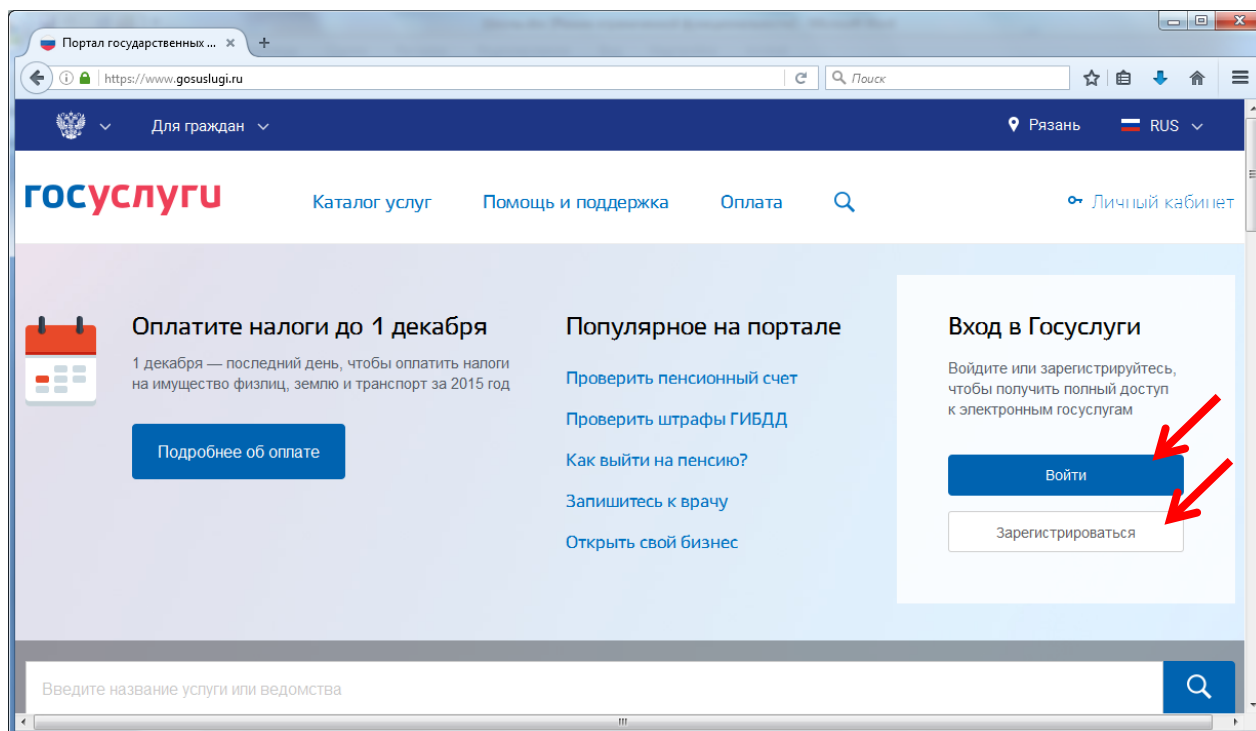 Портал государственных ...
https://www.gosuslugi.ru
Поиск
Для граждан
Рязань
RUS
госуслуги
Каталог услуг
Помощь и поддержка
Оплата
Личный кабинет
Оплатите налоги до 1 декабря
1 декабря — последний день, чтобы оплатить налоги
на имущество физлиц, землю и транспорт за 2015 год
Подробнее об оплате
Популярное на портале
Проверить пенсионный счет
Проверить штрафы ГИБДД
Как выйти на пенсию?
Запишитесь к врачу
Открыть свой бизнес
Вход в Госуслуги
Войдите или зарегистрируйтесь,
чтобы получить полный доступ
к электронным госуслугам
Войти
Зарегистрироваться
Введите название услуги или ведомства